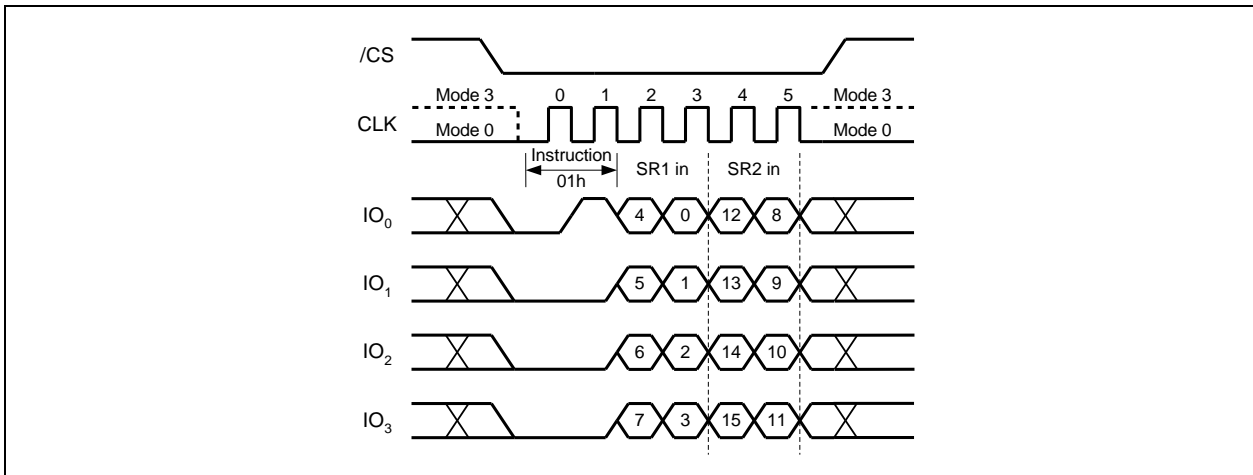 /CS
0 1 2 3 4 5
Mode 3 Mode 3
CLK
Mode 0 Mode 0
Instruction
SR1 in SR2 in
01h
IO0 4 0 12 8
IO1 5 1 13 9
IO2 6 2 14 10
IO3 7 3 15 11